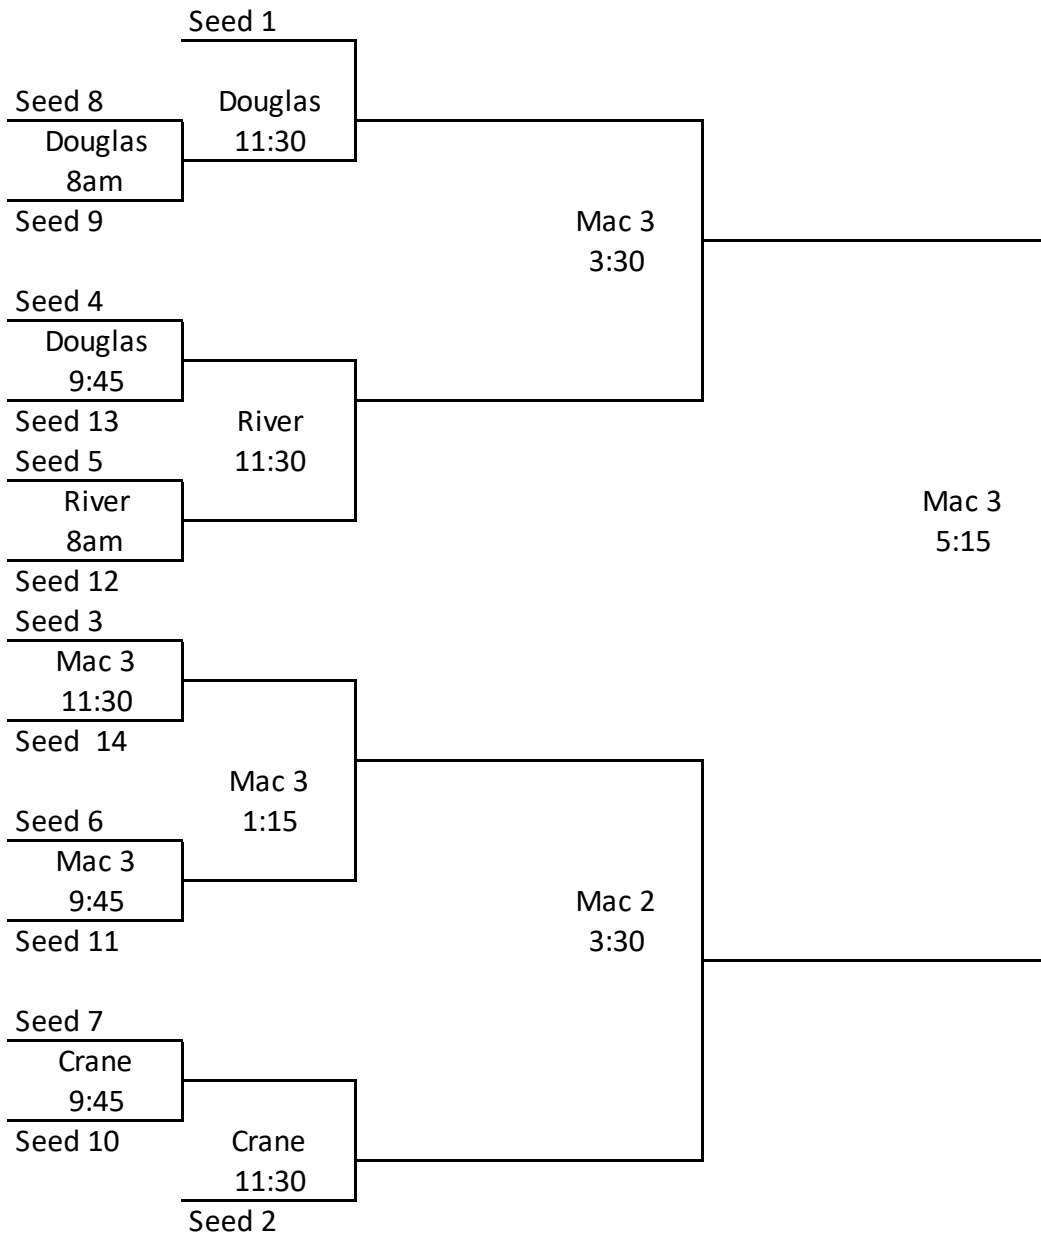 Seed 1
Seed 8
Douglas
Douglas
11:30
8am
Seed 9
Mac 3
3:30
Seed 4
Douglas
9:45
Seed 13
River
Seed 5
11:30
River
8am
Mac 3
5:15
Seed 12
Seed 3
Mac 3
11:30
Seed 14
Mac 3
1:15
Seed 6
Mac 3
9:45
Seed 11
Mac 2
3:30
Seed 7
Crane
9:45
Seed 10
Crane
11:30
Seed 2